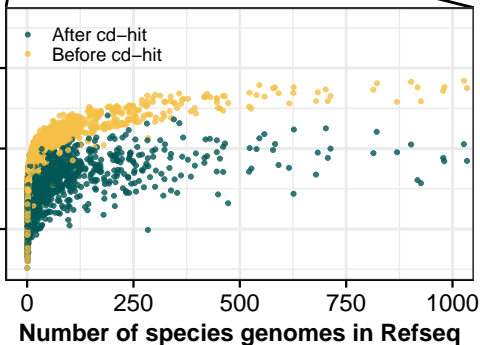 After cd−hit
Before cd−hit
0 250 500 750 1000
Number of species genomes in Refseq